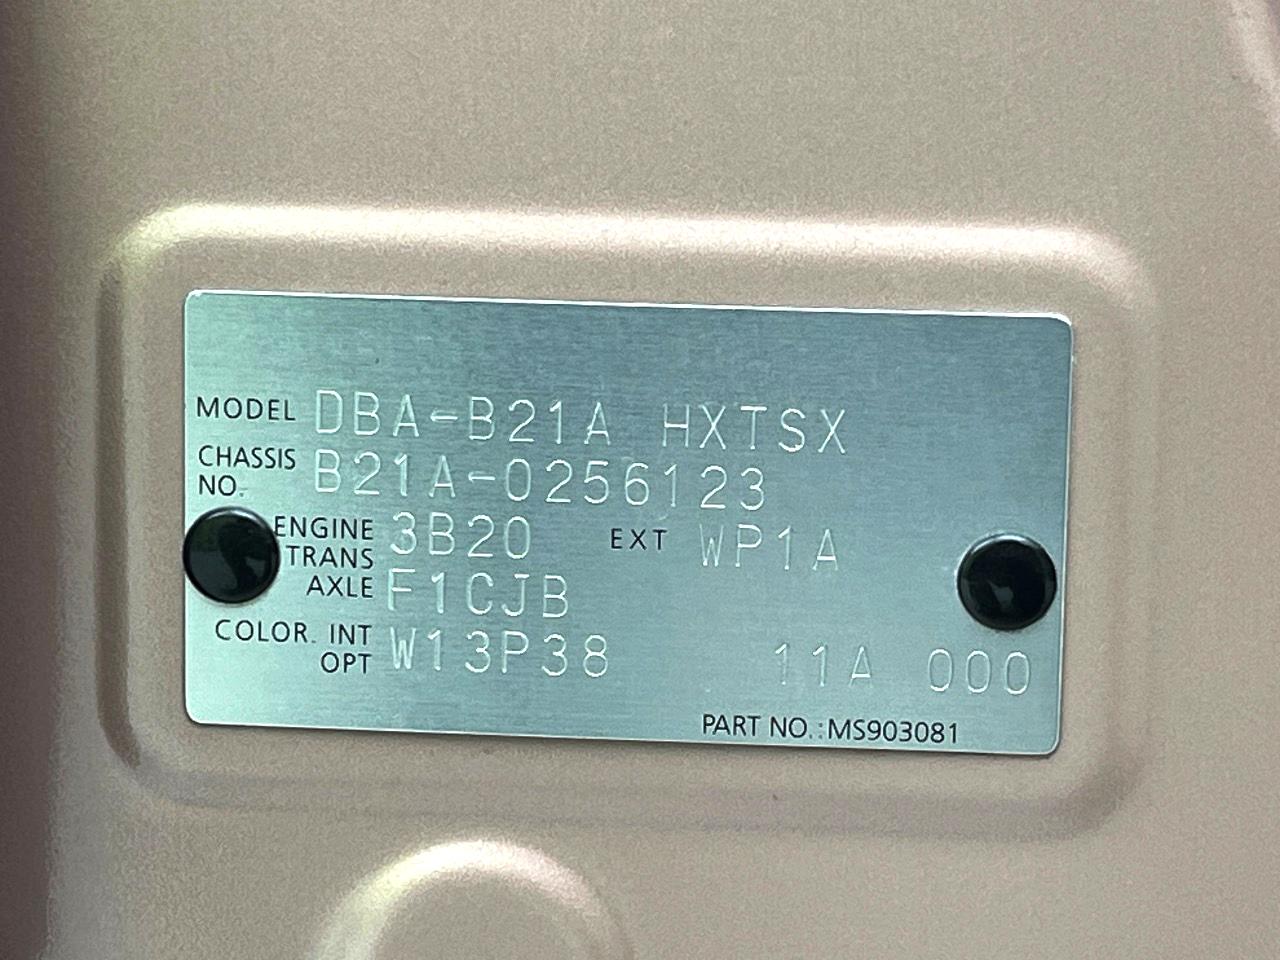 MODEL DBA-B21A HXTSX
CHASSIS NO. B21A-0256123
ENGINE 3B20 EXT WP1A
TRANS AXLE F1CJB
COLOR. INT OPT W13P38 11A 000
PART NO.:MS903081